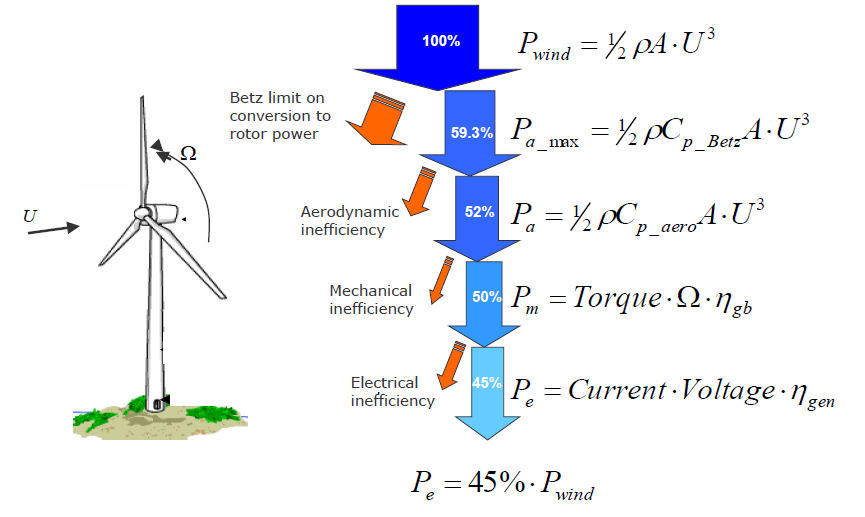 100%
P_wind = ½ ρA·U³
Betz limit on
conversion to
rotor power
59.3%
P_a_max = ½ ρC_p_Betz A·U³
Ω
U
Aerodynamic
inefficiency
52%
P_a = ½ ρC_p_aero A·U³
Mechanical
inefficiency
50%
P_m = Torque·Ω·η_gb
Electrical
inefficiency
45%
P_e = Current·Voltage·η_gen
P_e = 45%·P_wind